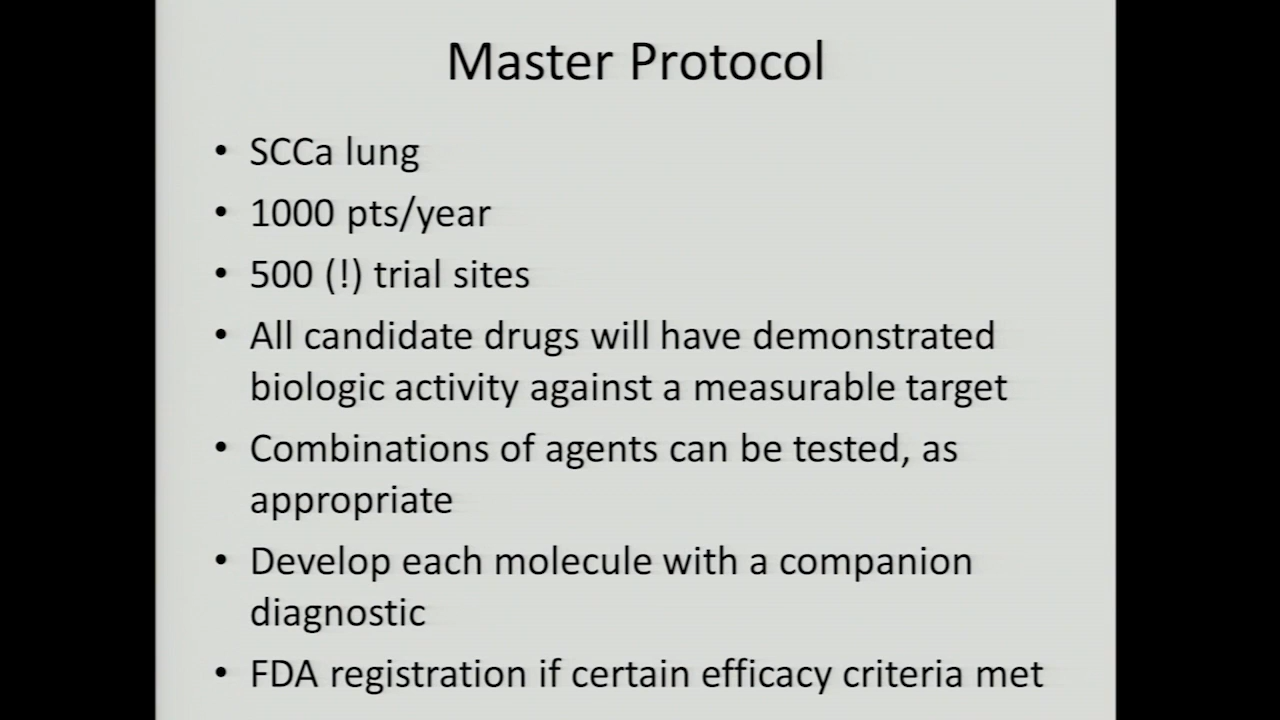 Master Protocol
• SCCa lung
• 1000 pts/year
• 500 (!) trial sites
• All candidate drugs will have demonstrated
biologic activity against a measurable target
• Combinations of agents can be tested, as
appropriate
• Develop each molecule with a companion
diagnostic
• FDA registration if certain efficacy criteria met